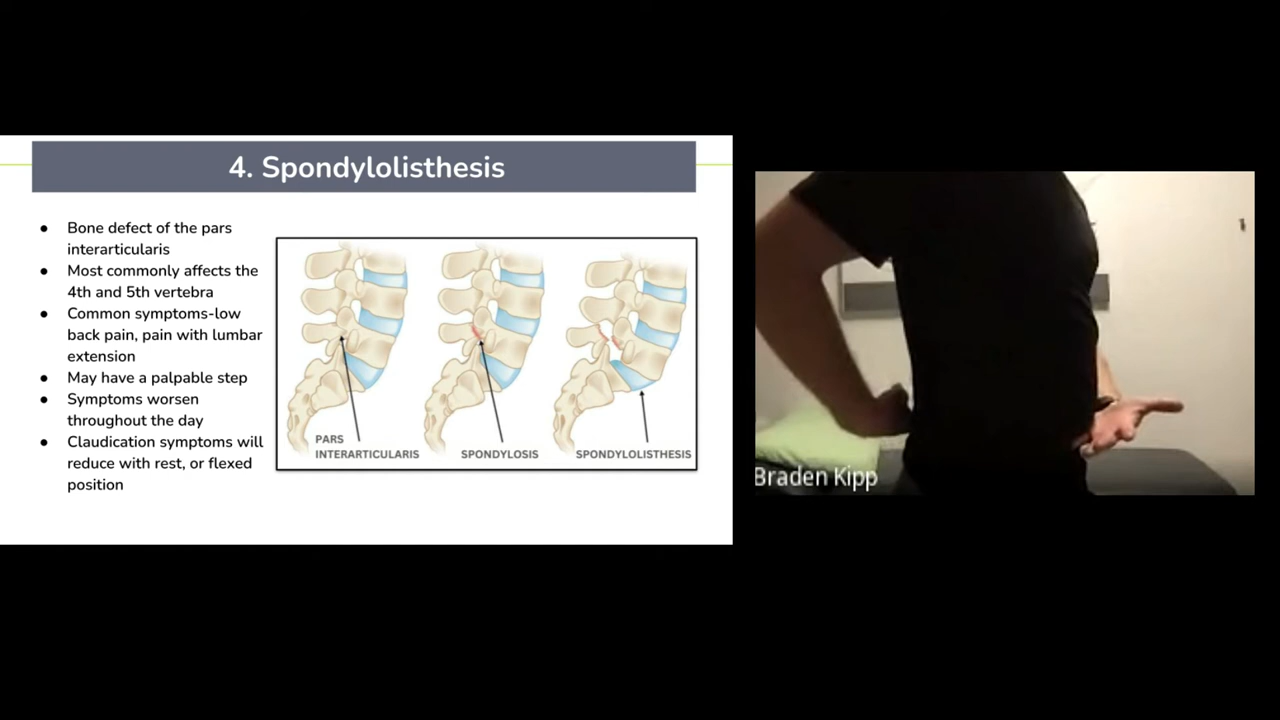 4. Spondylolisthesis
● Bone defect of the pars
interarticularis
● Most commonly affects the
4th and 5th vertebra
● Common symptoms-low
back pain, pain with lumbar
extension
● May have a palpable step
● Symptoms worsen
throughout the day
● Claudication symptoms will
reduce with rest, or flexed
position
PARS
INTERARTICULARIS
SPONDYLOSIS
SPONDYLOLISTHESIS
Braden Kipp